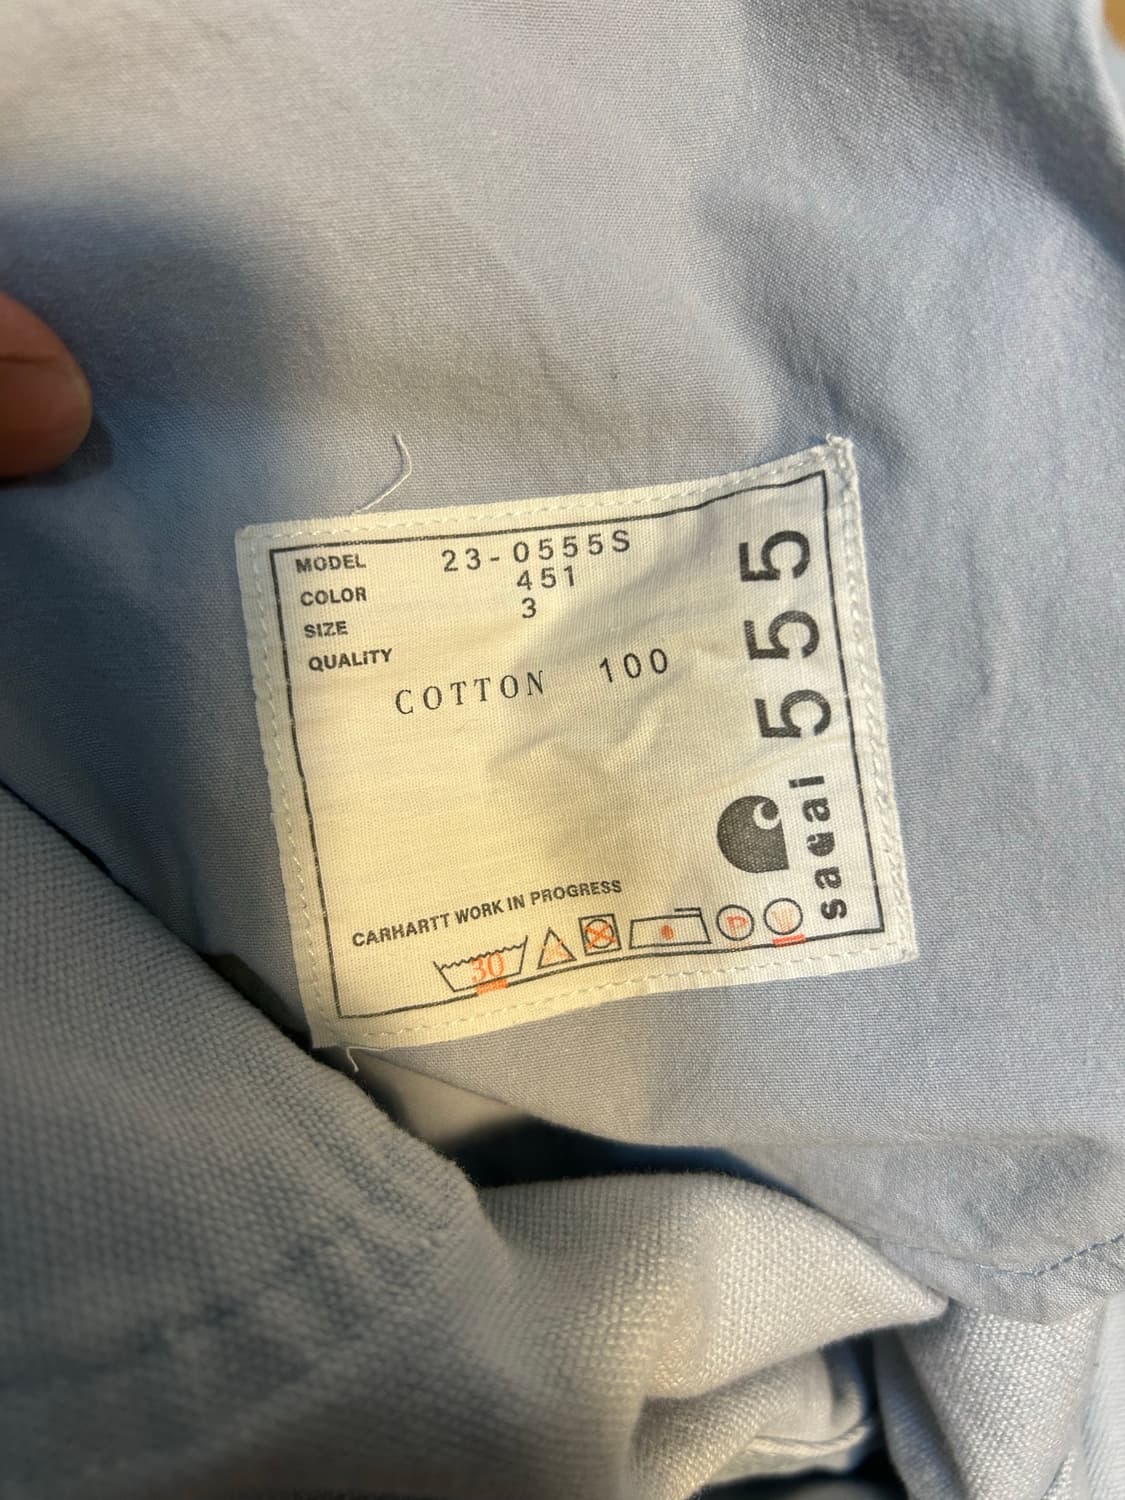 MODEL 23-0555S
COLOR 451
SIZE 3
QUALITY
COTTON 100
CARHARTT WORK IN PROGRESS
30
P
W
sacai 555